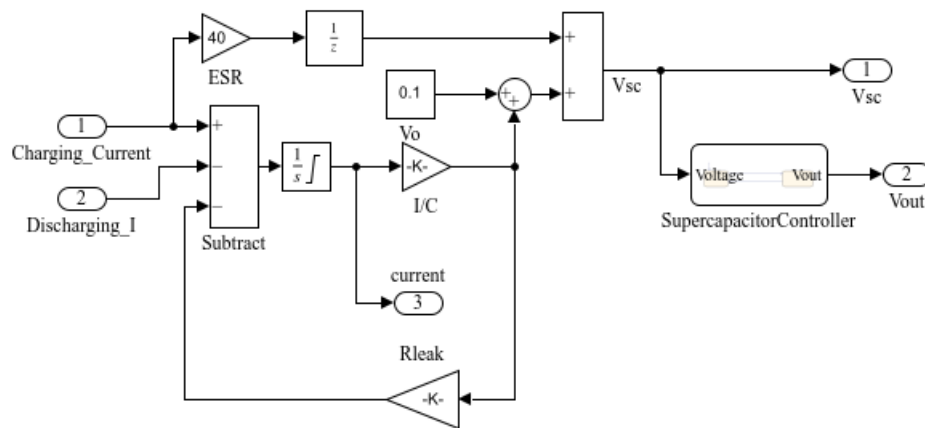 40
ESR
1
z
+
+
Vsc
1
Vsc
0.1
Vo
+
+
1
Charging_Current
+
−
−
Subtract
1
s
-K-
I/C
2
Discharging_I
Voltage
Vout
SupercapacitorController
2
Vout
current
3
Rleak
-K-